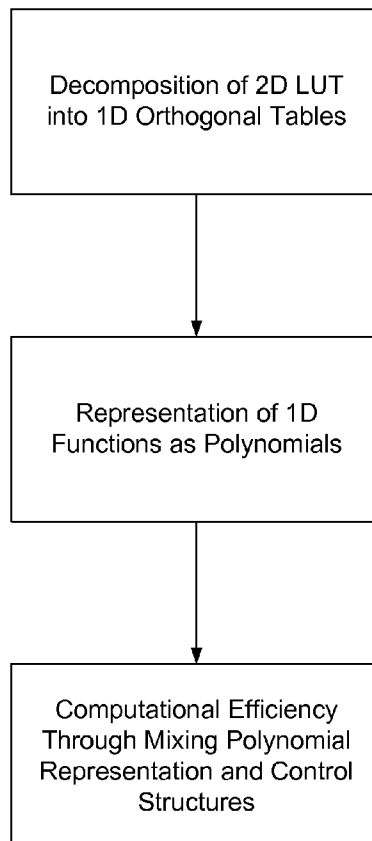 Decomposition of 2D LUT
into 1D Orthogonal Tables
Representation of 1D
Functions as Polynomials
Computational Efficiency
Through Mixing Polynomial
Representation and Control
Structures